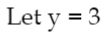 Let y = 3